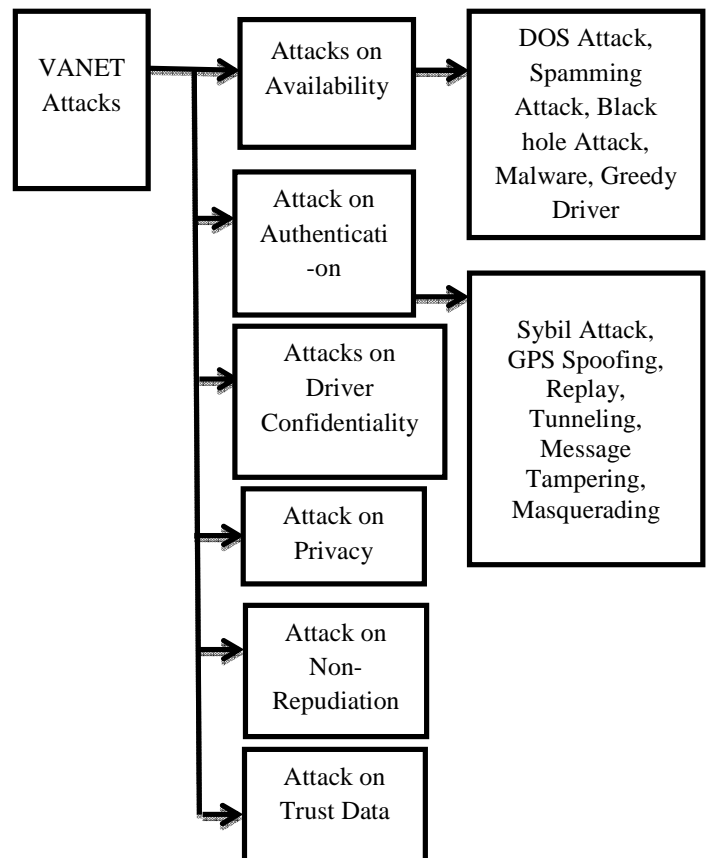 VANET
Attacks
Attacks on
Availability
DOS Attack,
Spamming
Attack, Black
hole Attack,
Malware, Greedy
Driver
Attack on
Authenticati
-on
Sybil Attack,
GPS Spoofing,
Replay,
Tunneling,
Message
Tampering,
Masquerading
Attacks on
Driver
Confidentiality
Attack on
Privacy
Attack on
Non-
Repudiation
Attack on
Trust Data